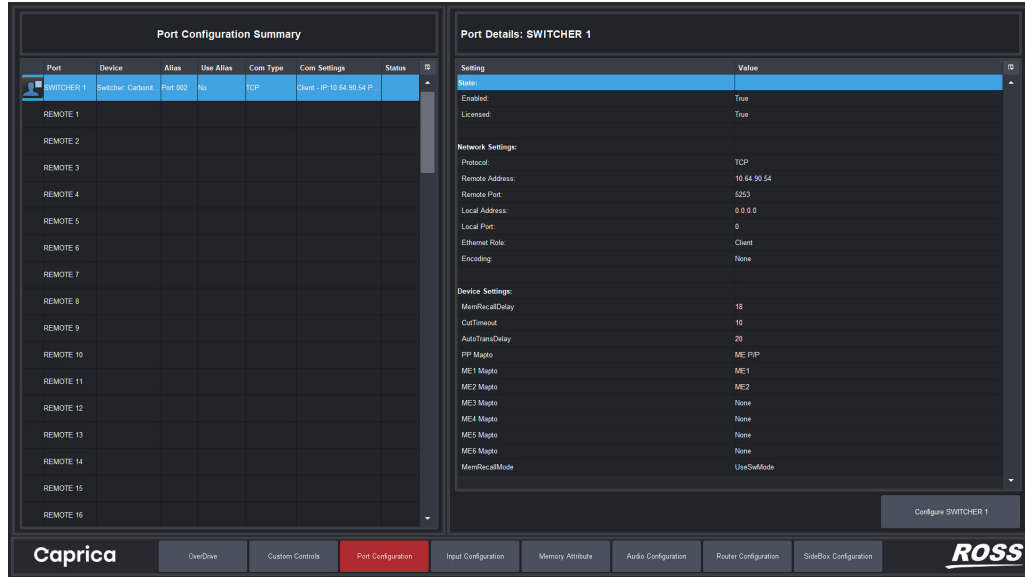 Port Configuration Summary
Port Device Alias Use Alias Com Type Com Settings Status
SWITCHER 1 Switcher: Carbonit... Port 002 No TCP Client - IP:10.64.90.54 P...
REMOTE 1
REMOTE 2
REMOTE 3
REMOTE 4
REMOTE 5
REMOTE 6
REMOTE 7
REMOTE 8
REMOTE 9
REMOTE 10
REMOTE 11
REMOTE 12
REMOTE 13
REMOTE 14
REMOTE 15
REMOTE 16
Port Details: SWITCHER 1
Setting Value
State:
Enabled: True
Licensed: True
Network Settings:
Protocol: TCP
Remote Address: 10.64.90.54
Remote Port: 5253
Local Address: 0.0.0.0
Local Port: 0
Ethernet Role: Client
Encoding: None
Device Settings:
MemRecallDelay 18
CutTimeout 10
AutoTransDelay 20
PP Mapto ME P/P
ME1 Mapto ME1
ME2 Mapto ME2
ME3 Mapto None
ME4 Mapto None
ME5 Mapto None
ME6 Mapto None
MemRecallMode UseSwMode
Configure SWITCHER 1
Caprica OverDrive Custom Controls Port Configuration Input Configuration Memory Attribute Audio Configuration Router Configuration SideBox Configuration ROSS